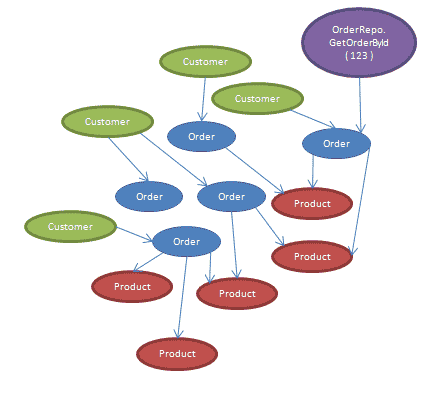 OrderRepo.
GetOrderById
( 123 )
Customer
Customer
Customer
Order
Order
Order
Order
Product
Customer
Order
Product
Product
Product
Product